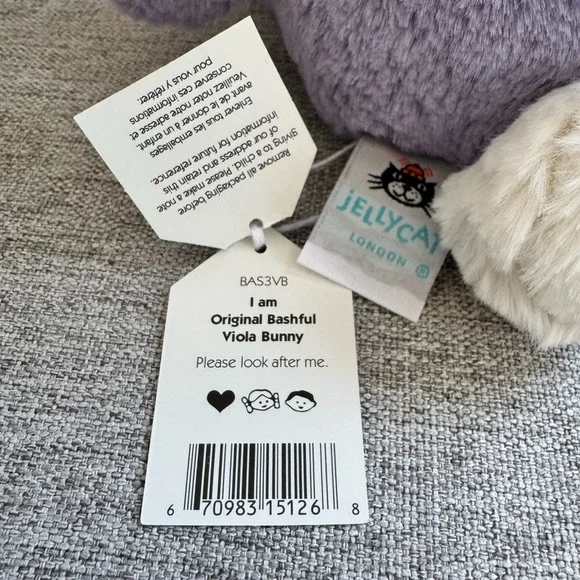 pour vous y référer.
conserver ces informations
Veuillez noter notre adresse et
avant de le donner à un enfant.
Enlever tous les emballages
information for future reference.
of our address and retain this
giving to a child. Please make a note
Remove all packaging before
JELLYCAT
LONDON ®
BAS3VB
I am
Original Bashful
Viola Bunny
Please look after me.
6 70983 15126 8